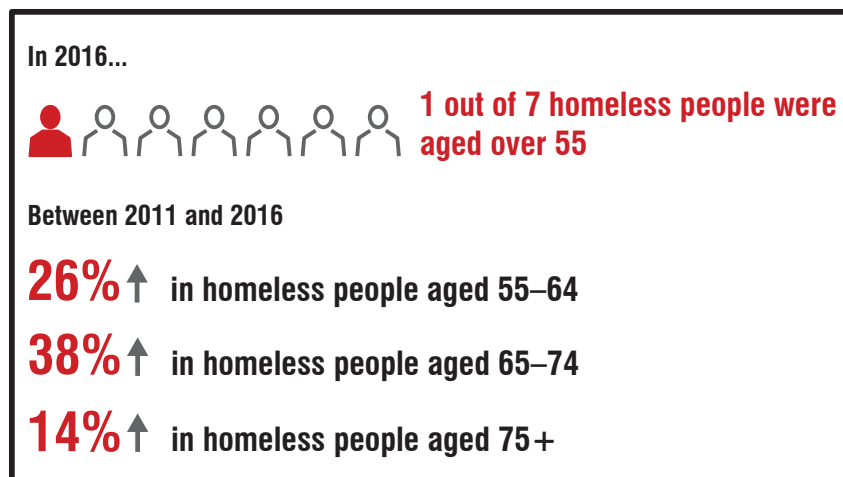 In 2016...
1 out of 7 homeless people were
aged over 55
Between 2011 and 2016
26% in homeless people aged 55–64
38% in homeless people aged 65–74
14% in homeless people aged 75+